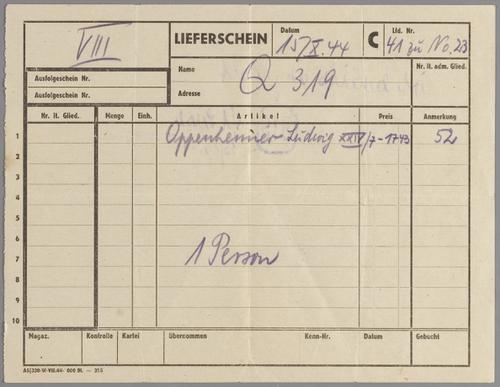 VIII
LIEFERSCHEIN
Datum
15/X. 44
C
Lfd. Nr.
41 zu No. 23
Ausfolgeschein Nr.
Ausfolgeschein Nr.
Name
Adresse
Q 319
Nr. lt. adm. Glied.
Nr. lt. Glied. Menge Einh. Artikel Preis Anmerkung
1 Oppenheimer Ludwig XXIV/7-1743 52
2
3
4
5
6
7 1 Person
8
9
10
Magaz. Kontrolle Kartei Übernommen Kenn-Nr. Datum Gebucht